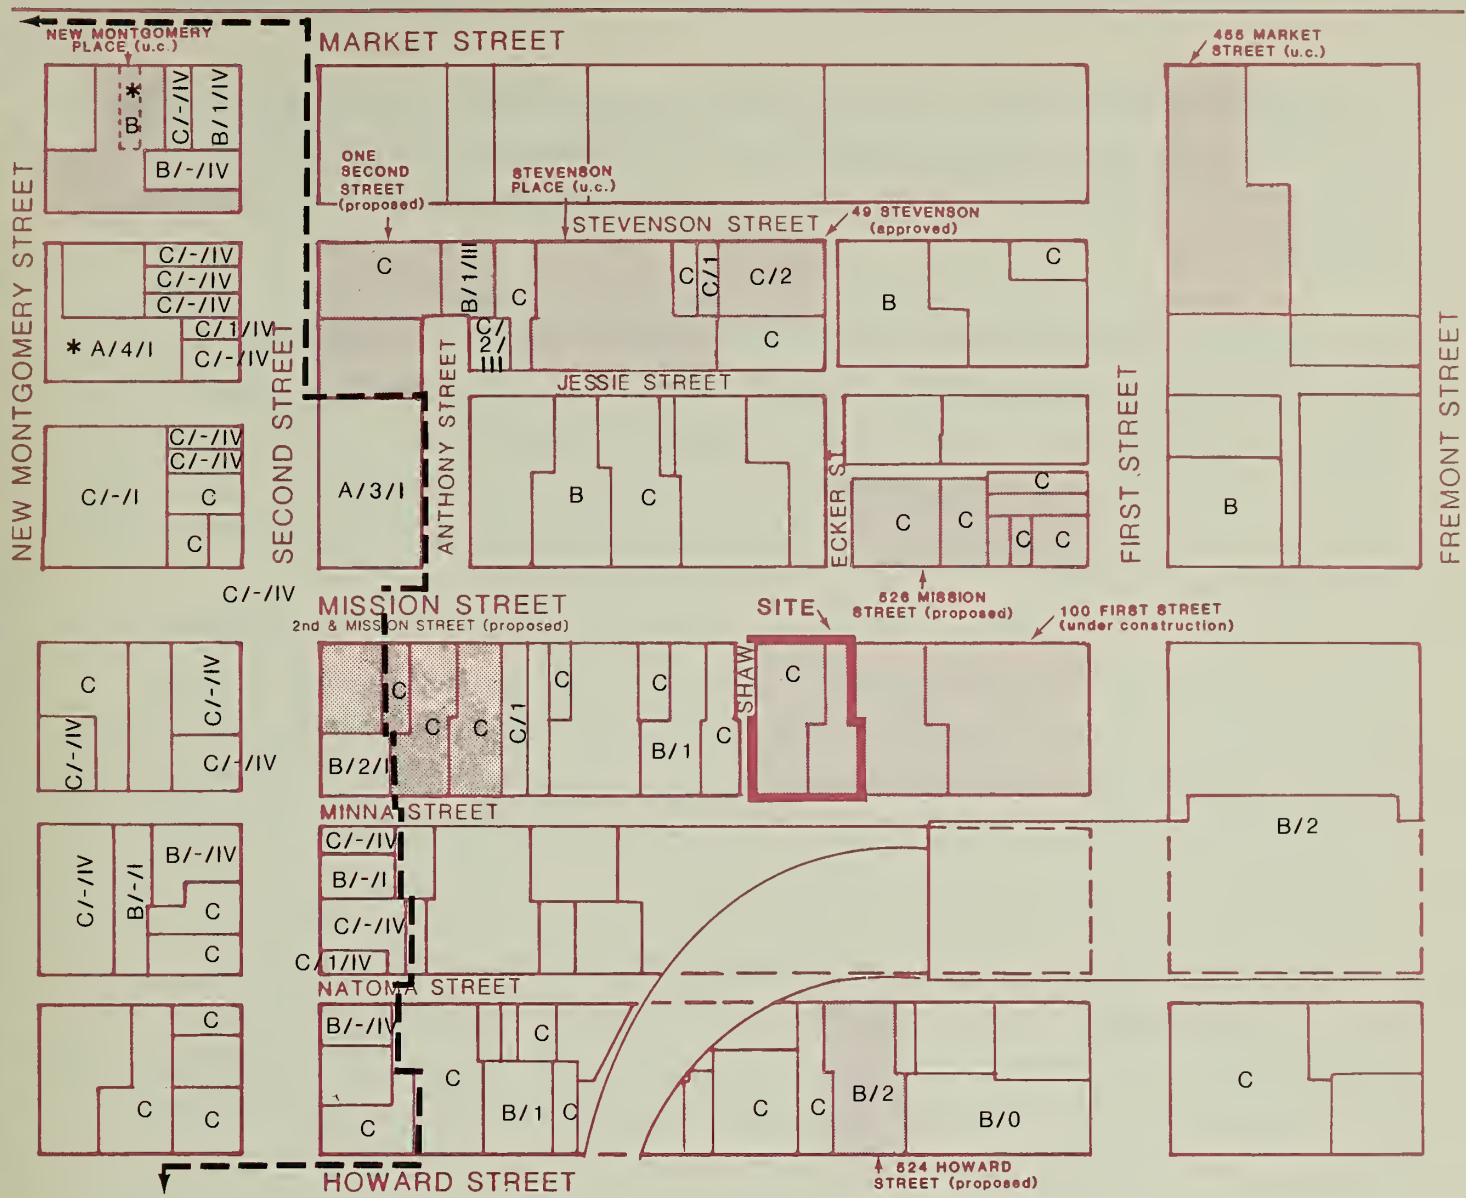 NEW MONTGOMERY
PLACE (u.c.)
MARKET STREET
466 MARKET
STREET (u.c.)
*
B
C/-/IV
B/1/IV
B/-/IV
NEW MONTGOMERY STREET
ONE
SECOND
STREET
(proposed)
STEVENSON
PLACE (u.c.)
STEVENSON STREET
49 STEVENSON
(approved)
C/-/IV
C/-/IV
C/-/IV
C/1/IV
C/-/IV
* A/4/I
C
B/1/III
C
C/
2/
III
C
C/1
C/2
C
B
C
SECOND STREET
ANTHONY STREET
JESSIE STREET
FIRST STREET
FREMONT STREET
C/-/IV
C/-/IV
C/-/I
C
C
A/3/I
B
C
ECKER ST.
C
C
C
C
C
B
C/-/IV
MISSION STREET
2nd & MISSION STREET (proposed)
SITE
526 MISSION
STREET (proposed)
100 FIRST STREET
(under construction)
C
C/-/IV
C/-/IV
C/-/IV
B/2/I
C
C
C
C/1
C
C
B/1
C
SHAW
C
MINNA STREET
C/-/IV
B/-/I
B/-/IV
C
C
C/-/IV
B/-/I
C/-/IV
C/1/IV
B/2
NATOMA STREET
C
C
C
B/-/IV
C
C
C
B/1
C
C
C
B/2
B/0
C
HOWARD STREET
524 HOWARD
STREET (proposed)